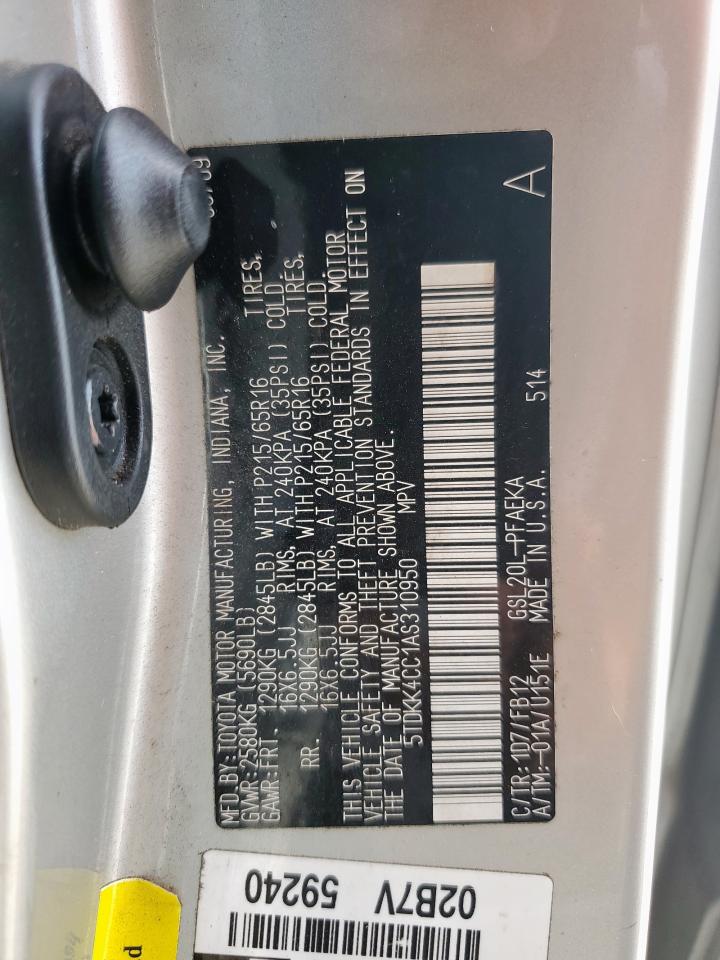 MFD.BY:TOYOTA MOTOR MANUFACTURING, INDIANA, INC.
GVWR:2580KG (5690LB)
GAWR:FRT. 1290KG (2845LB) WITH P215/65R16 TIRES,
16X6.5JJ RIMS, AT 240KPA (35PSI) COLD.
RR. 1290KG (2845LB) WITH P215/65R16 TIRES,
16X6.5JJ RIMS, AT 240KPA (35PSI) COLD.
THIS VEHICLE CONFORMS TO ALL APPLICABLE FEDERAL MOTOR
VEHICLE SAFETY AND THEFT PREVENTION STANDARDS IN EFFECT ON
THE DATE OF MANUFACTURE SHOWN ABOVE.
5TDKK4CC1AS310950 MPV
C/TR:1D7/FB12 GSL20L-PFAEKA
A/TM:-01A/U151E MADE IN U.S.A. 514
A
59240
02B7V